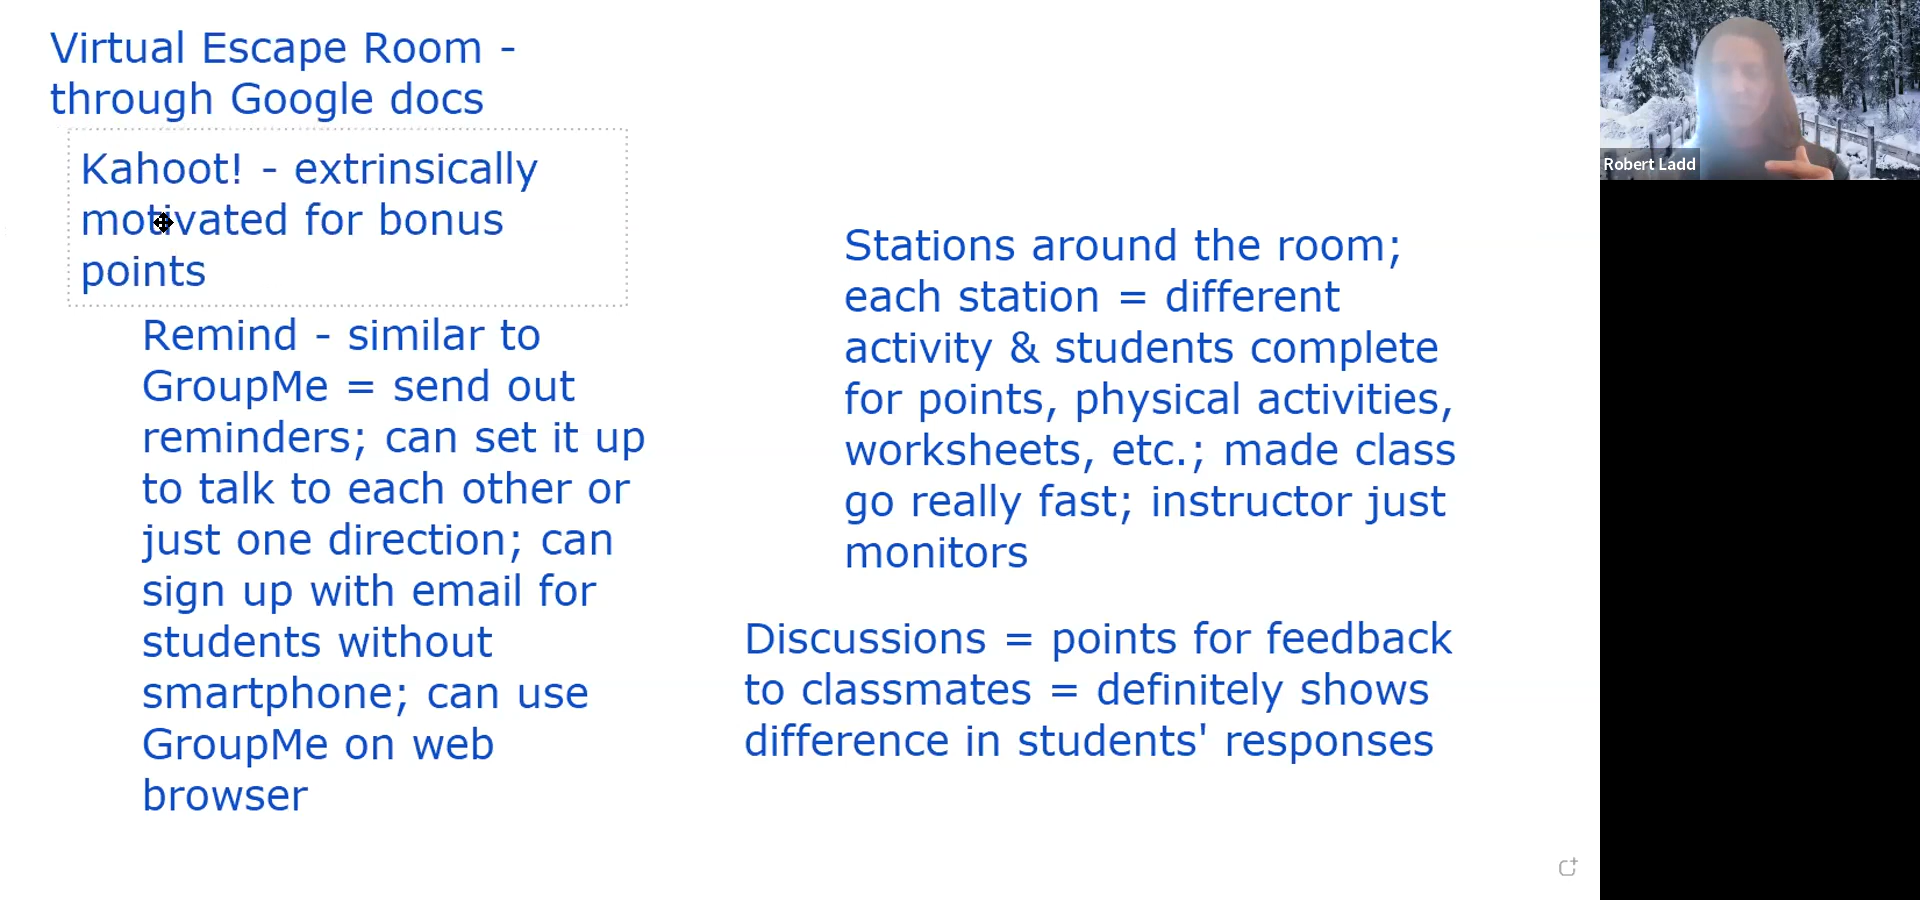 Virtual Escape Room -
through Google docs
Kahoot! - extrinsically
motivated for bonus
points
Remind - similar to
GroupMe = send out
reminders; can set it up
to talk to each other or
just one direction; can
sign up with email for
students without
smartphone; can use
GroupMe on web
browser
Stations around the room;
each station = different
activity & students complete
for points, physical activities,
worksheets, etc.; made class
go really fast; instructor just
monitors
Discussions = points for feedback
to classmates = definitely shows
difference in students' responses
Robert Ladd